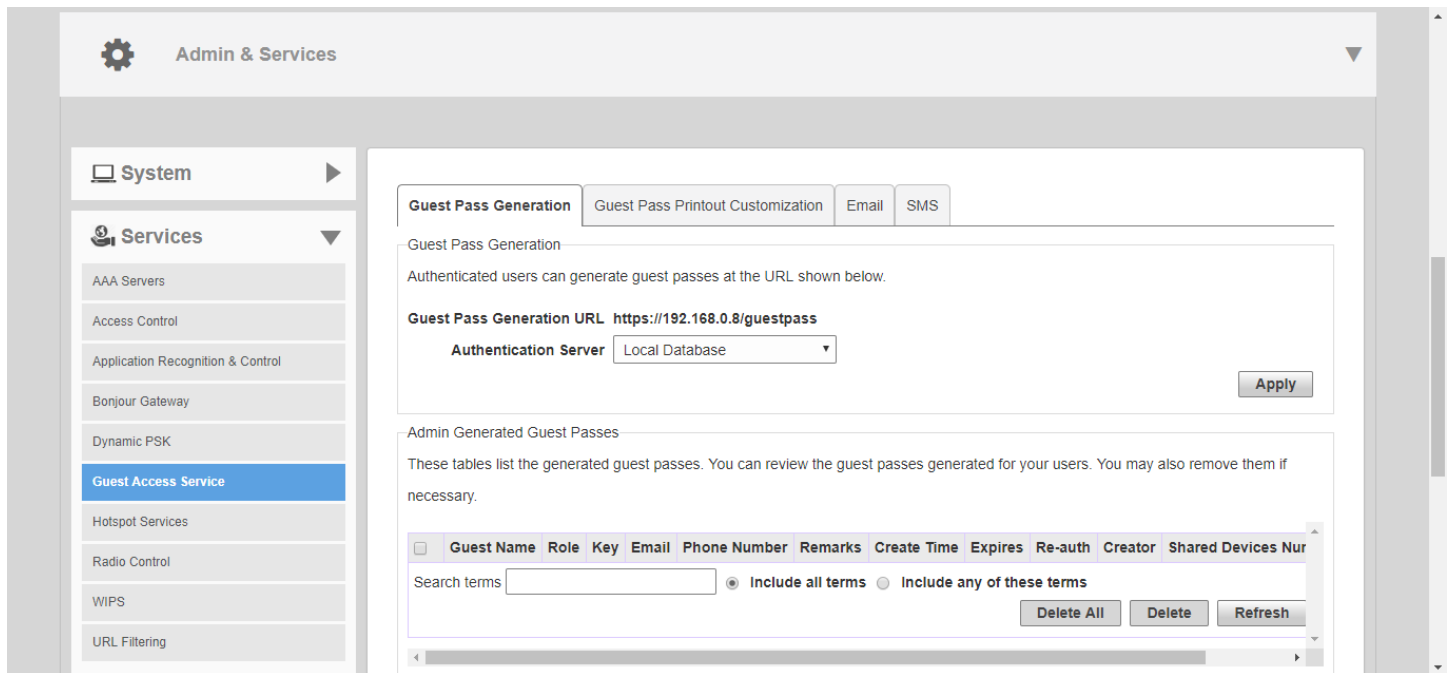 Admin & Services
System
Services
AAA Servers
Access Control
Application Recognition & Control
Bonjour Gateway
Dynamic PSK
Guest Access Service
Hotspot Services
Radio Control
WIPS
URL Filtering
Guest Pass Generation Guest Pass Printout Customization Email SMS
Guest Pass Generation
Authenticated users can generate guest passes at the URL shown below.
Guest Pass Generation URL https://192.168.0.8/guestpass
Authentication Server Local Database
Apply
Admin Generated Guest Passes
These tables list the generated guest passes. You can review the guest passes generated for your users. You may also remove them if
necessary.
Guest Name Role Key Email Phone Number Remarks Create Time Expires Re-auth Creator Shared Devices Nur
Search terms Include all terms Include any of these terms
Delete All Delete Refresh